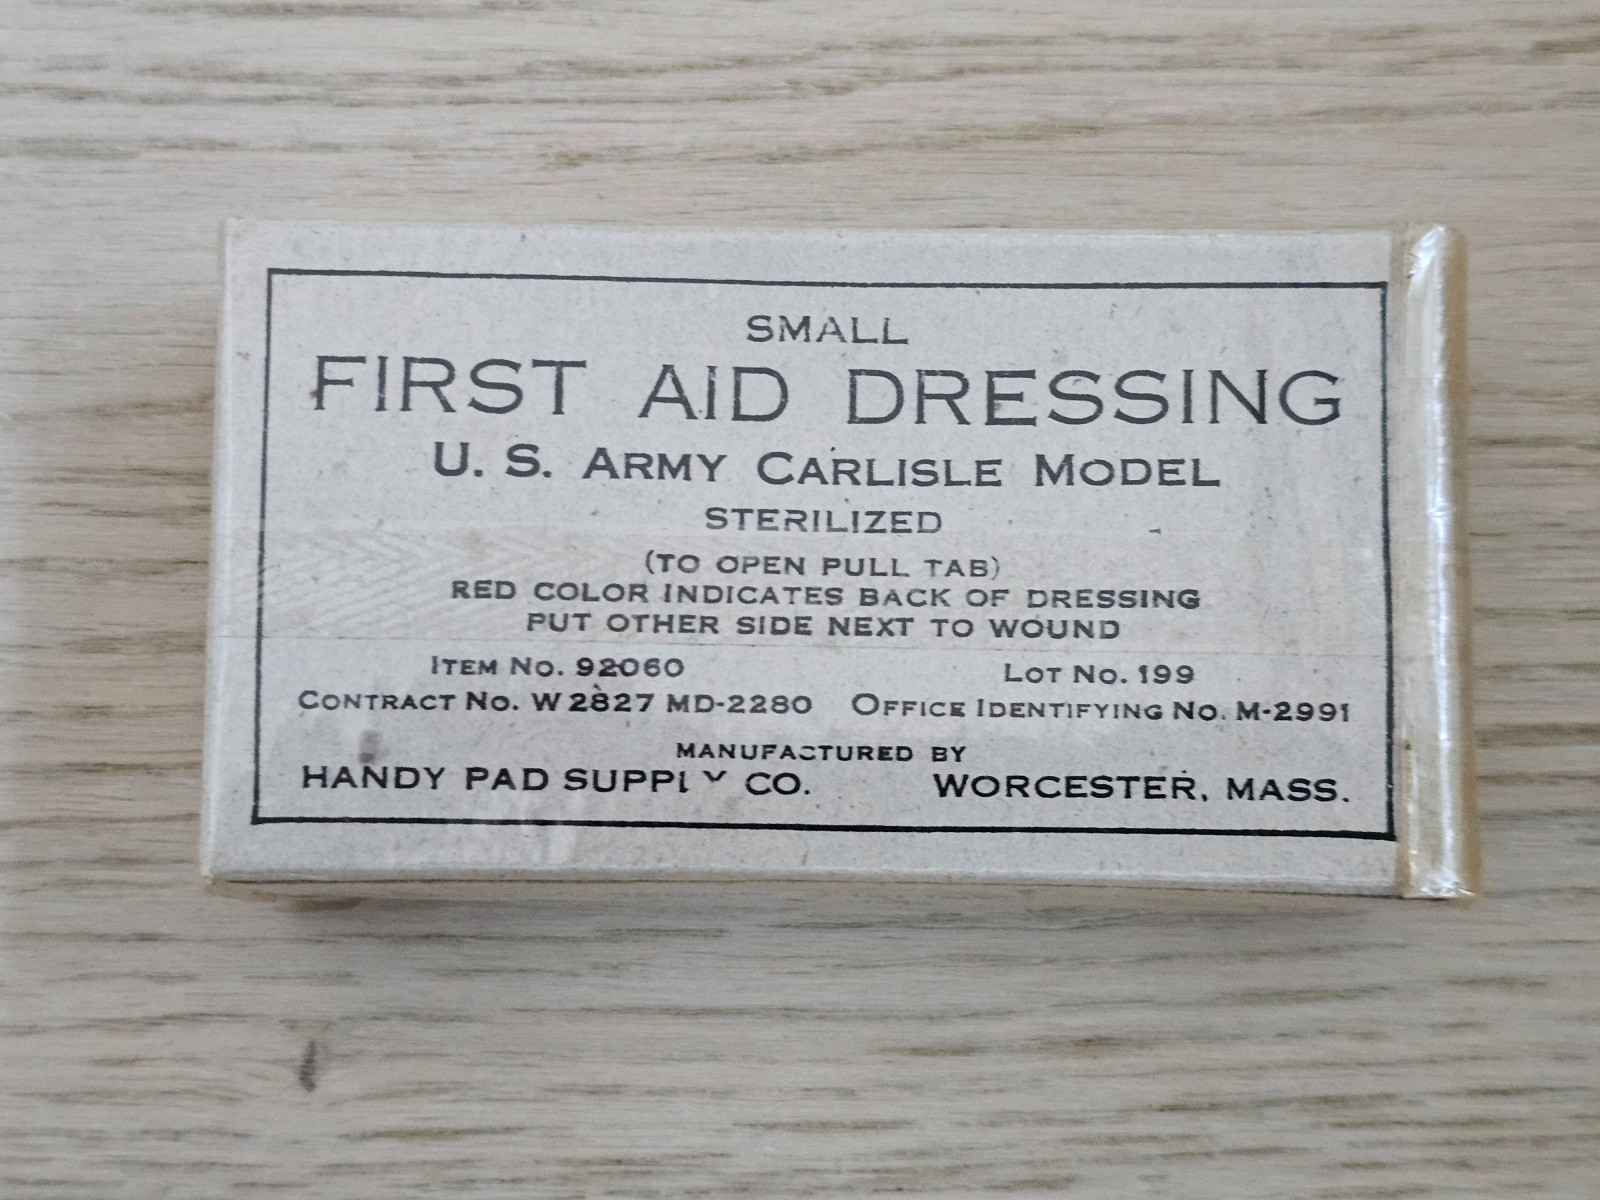 SMALL
FIRST AID DRESSING
U. S. ARMY CARLISLE MODEL
STERILIZED
(TO OPEN PULL TAB)
RED COLOR INDICATES BACK OF DRESSING
PUT OTHER SIDE NEXT TO WOUND
ITEM NO. 92060 LOT NO. 199
CONTRACT NO. W 2827 MD-2280 OFFICE IDENTIFYING NO. M-2991
MANUFACTURED BY
HANDY PAD SUPPLY CO. WORCESTER, MASS.